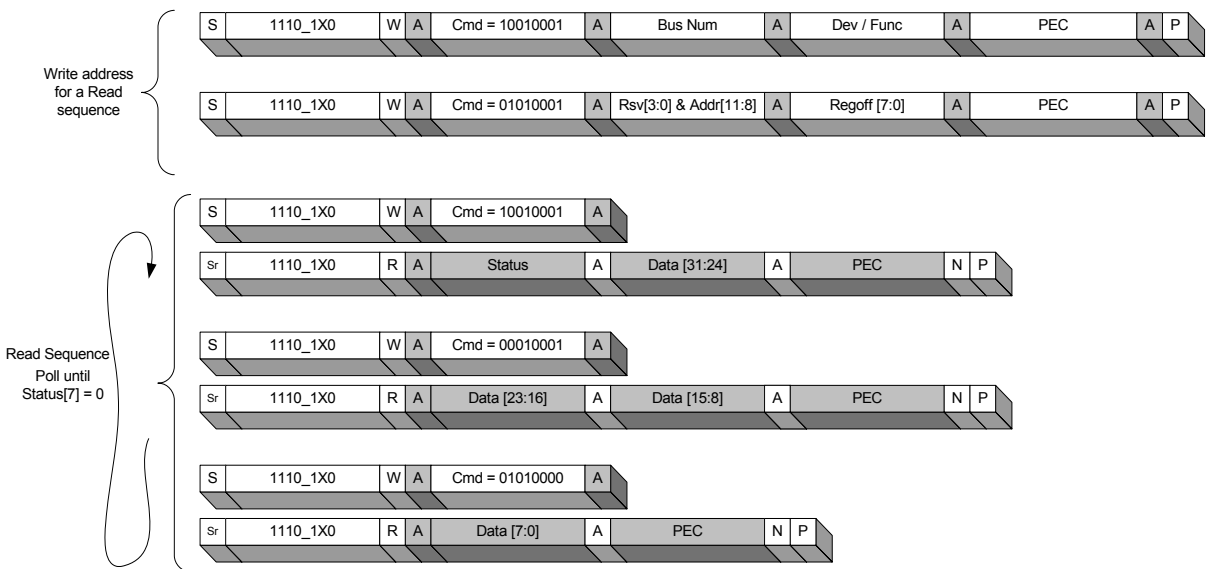 S 1110_1X0 W A Cmd = 10010001 A Bus Num A Dev / Func A PEC A P
Write address
for a Read
sequence
S 1110_1X0 W A Cmd = 01010001 A Rsv[3:0] & Addr[11:8] A Regoff [7:0] A PEC A P
S 1110_1X0 W A Cmd = 10010001 A
Sr 1110_1X0 R A Status A Data [31:24] A PEC N P
Read Sequence
Poll until
Status[7] = 0
S 1110_1X0 W A Cmd = 00010001 A
Sr 1110_1X0 R A Data [23:16] A Data [15:8] A PEC N P
S 1110_1X0 W A Cmd = 01010000 A
Sr 1110_1X0 R A Data [7:0] A PEC N P